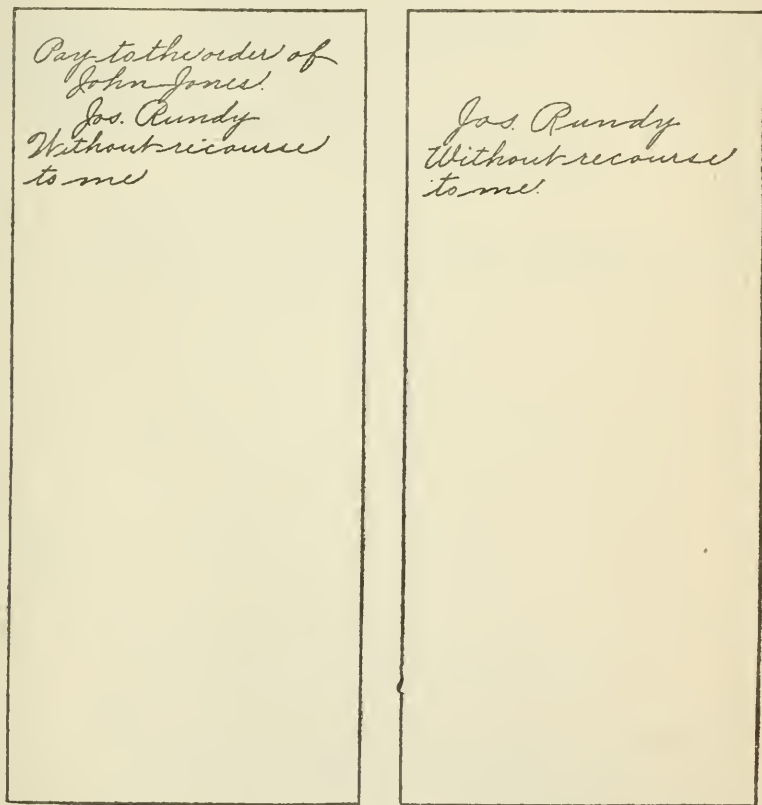 Pay to the order of
John Jones.
Jos. Rundy
Without recourse
to me
Jos. Rundy
Without recourse
to me.